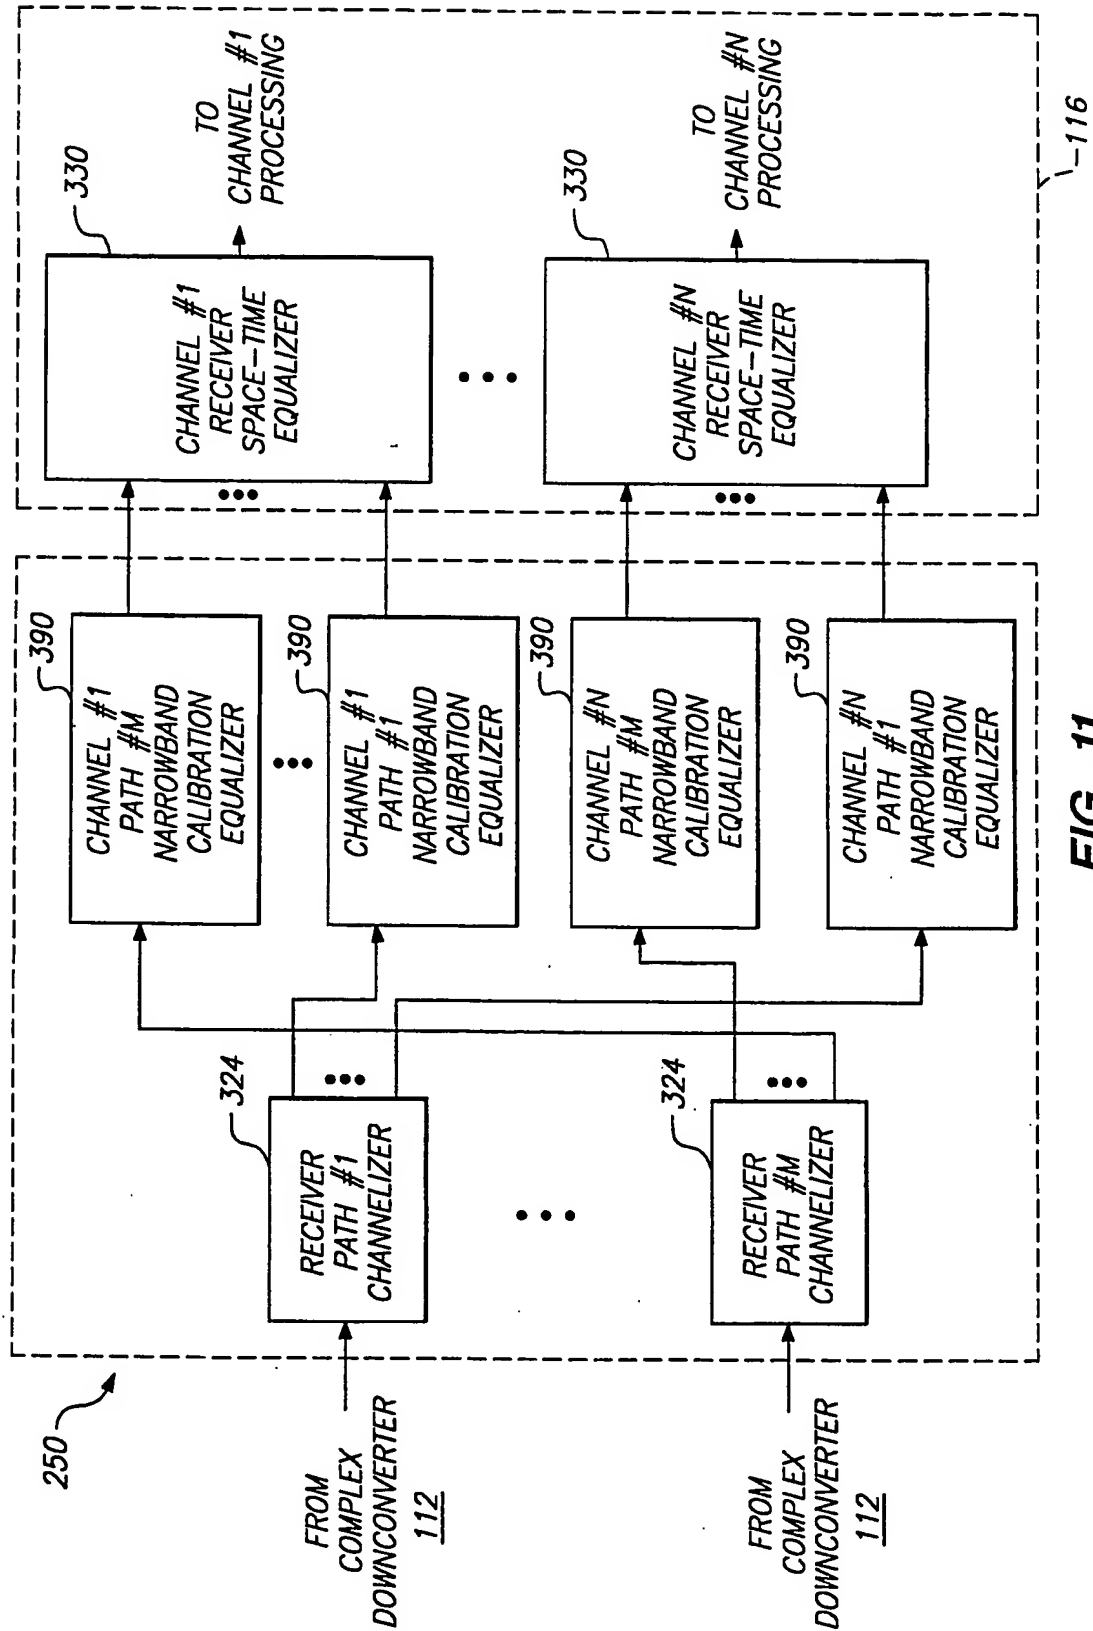 250
FROM
COMPLEX
DOWNCONVERTER
112
FROM
COMPLEX
DOWNCONVERTER
112
324
RECEIVER
PATH #1
CHANNELIZER
324
RECEIVER
PATH #M
CHANNELIZER
390
CHANNEL #1
PATH #M
NARROWBAND
CALIBRATION
EQUALIZER
390
CHANNEL #1
PATH #1
NARROWBAND
CALIBRATION
EQUALIZER
390
CHANNEL #N
PATH #M
NARROWBAND
CALIBRATION
EQUALIZER
390
CHANNEL #N
PATH #1
NARROWBAND
CALIBRATION
EQUALIZER
330
CHANNEL #1
RECEIVER
SPACE-TIME
EQUALIZER
330
CHANNEL #N
RECEIVER
SPACE-TIME
EQUALIZER
TO
CHANNEL #1
PROCESSING
TO
CHANNEL #N
PROCESSING
116
FIG. 11